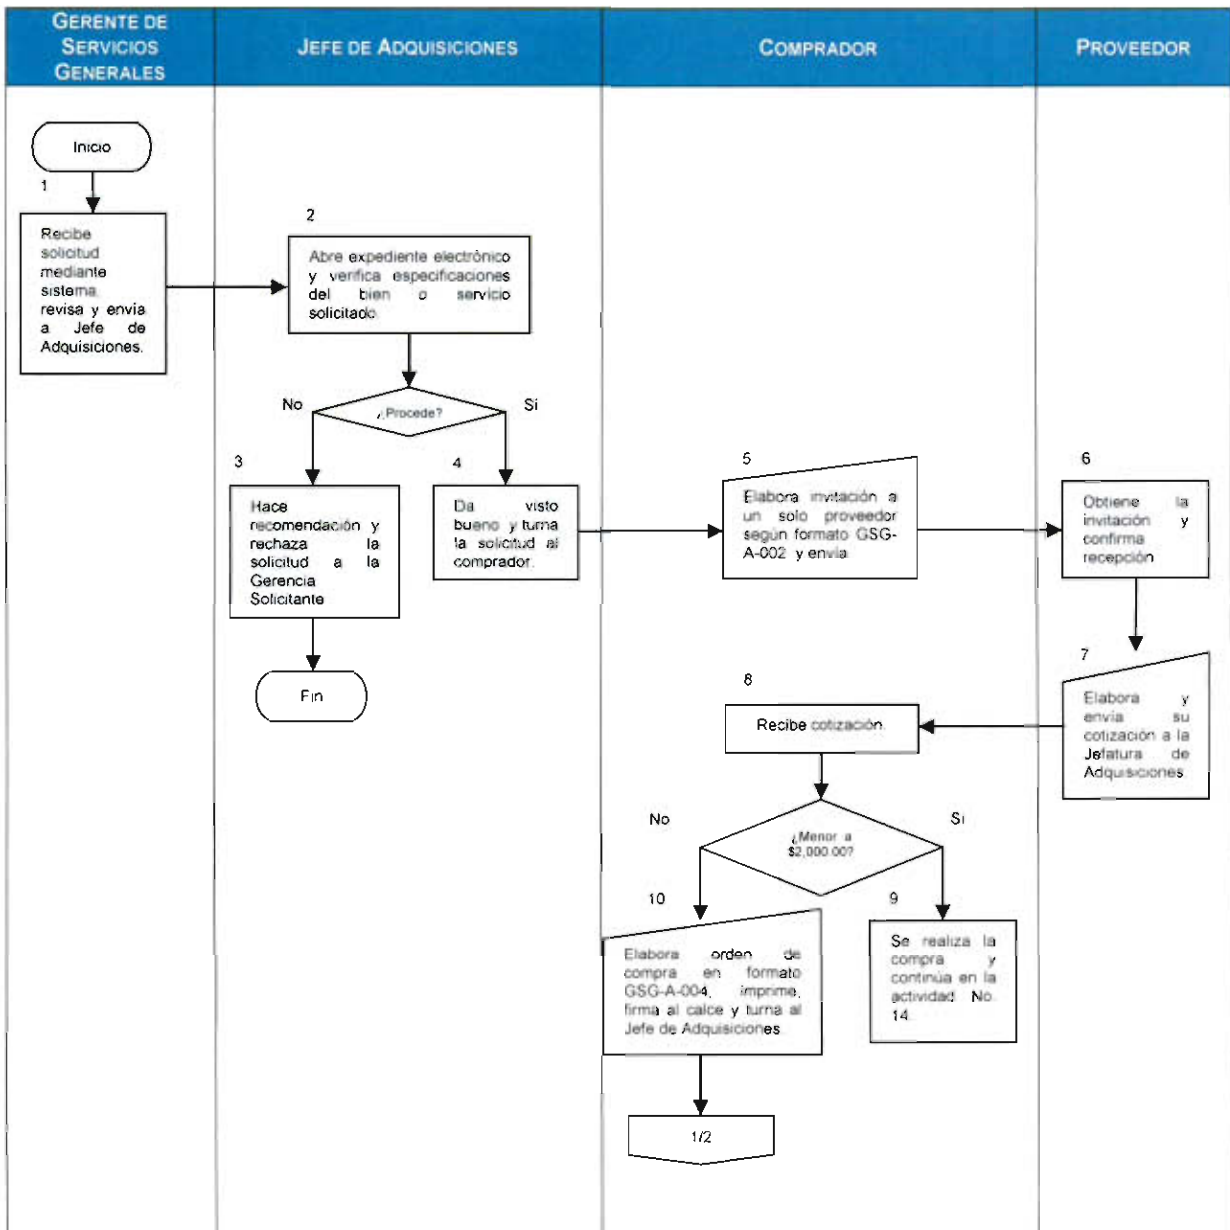 GERENTE DE
SERVICIOS
GENERALES
JEFE DE ADQUISICIONES
COMPRADOR
PROVEEDOR
Inicio
1
Recibe
solicitud
mediante
sistema,
revisa y envía
a Jefe de
Adquisiciones.
2
Abre expediente electrónico
y verifica especificaciones
del bien o servicio
solicitado.
¿Procede?
No
Si
3
Hace
recomendación y
rechaza la
solicitud a la
Gerencia
Solicitante
4
Da visto
bueno y turna
la solicitud al
comprador.
Fin
5
Elabora invitación a
un solo proveedor
según formato GSG-
A-002 y envía
6
Obtiene la
invitación y
confirma
recepción
7
Elabora y
envía su
cotización a la
Jefatura de
Adquisiciones.
8
Recibe cotización.
¿Menor a
$2,000.00?
No
Si
10
Elabora orden de
compra en formato
GSG-A-004, imprime,
firma al calce y turna al
Jefe de Adquisiciones.
9
Se realiza la
compra y
continúa en la
actividad No.
14.
1/2